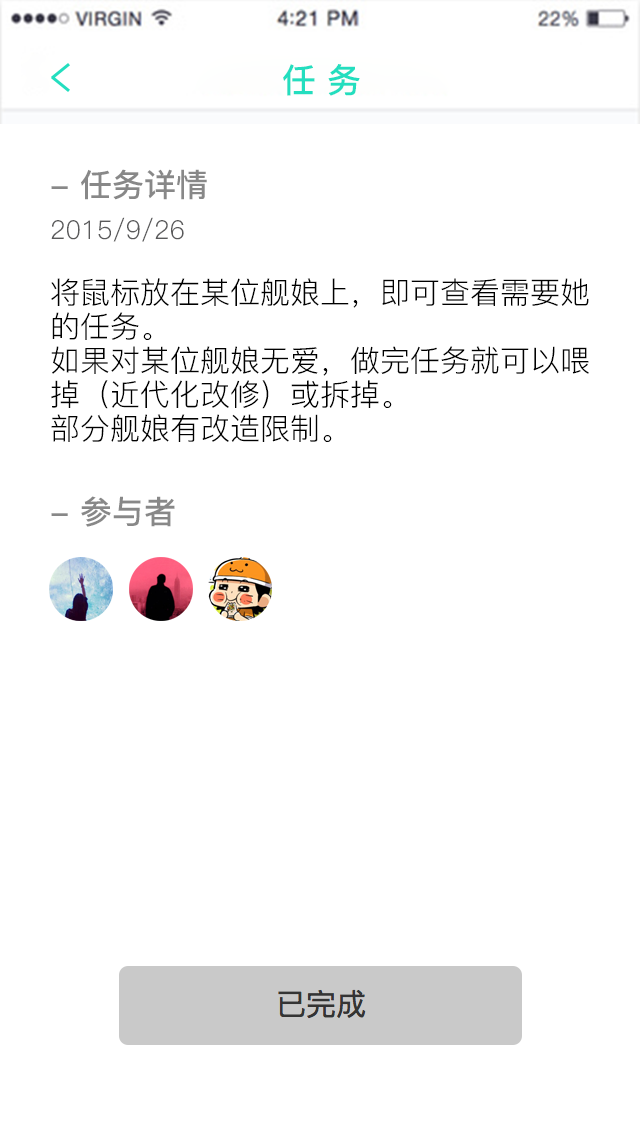 VIRGIN 4:21 PM 22%
任务
- 任务详情
2015/9/26
将鼠标放在某位舰娘上，即可查看需要她
的任务。
如果对某位舰娘无爱，做完任务就可以喂
掉（近代化改修）或拆掉。
部分舰娘有改造限制。
- 参与者
已完成